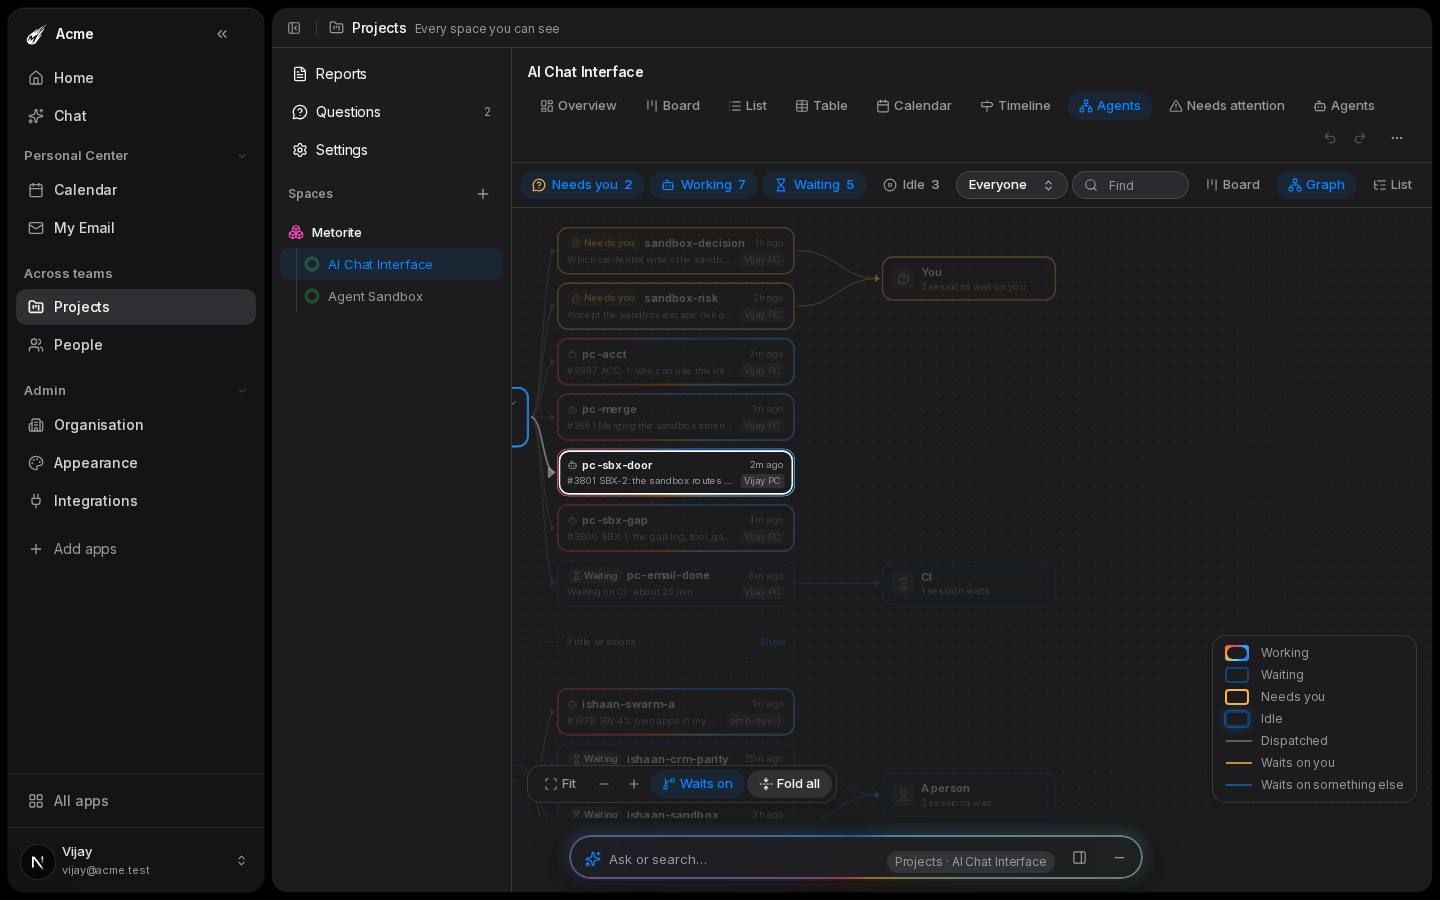 Acme
Home
Chat
Personal Center
Calendar
My Email
Across teams
Projects
People
Admin
Organisation
Appearance
Integrations
Add apps
All apps
Vijay
vijay@acme.test
Projects Every space you can see
Reports
Questions 2
Settings
Spaces
Metorite
AI Chat Interface
Agent Sandbox
AI Chat Interface
Overview Board List Table Calendar Timeline Agents Needs attention Agents
Needs you 2 Working 7 Waiting 5 Idle 3 Everyone Find Board Graph List
Needs you sandbox-decision 1h ago
Which credential writes the sandb... Vijay PC
Needs you sandbox-risk 2h ago
Accept the sandbox escape risk o... Vijay PC
You
2 sessions wait on you
pc-acct 3m ago
#3987 ACC-1: who can use this int... Vijay PC
pc-merge 1m ago
#2861 Merging the sandbox amen... Vijay PC
pc-sbx-door 2m ago
#3801 SBX-2: the sandbox routes ... Vijay PC
pc-sbx-gap 4m ago
#3800 SBX-1: the gap log, tool_ga... Vijay PC
Waiting pc-email-done 6m ago
Waiting on CI · about 25 min Vijay PC
CI
1 session waits
3 idle sessions Show
ishaan-swarm-a 1m ago
#1878 SW-45: own apps in my ... arch-dev-1
Waiting ishaan-crm-parity 25m ago
Waiting ishaan-sandbox 3h ago
A person
2 sessions wait
Fit Waits on Fold all
Working
Waiting
Needs you
Idle
Dispatched
Waits on you
Waits on something else
Ask or search... Projects · AI Chat Interface